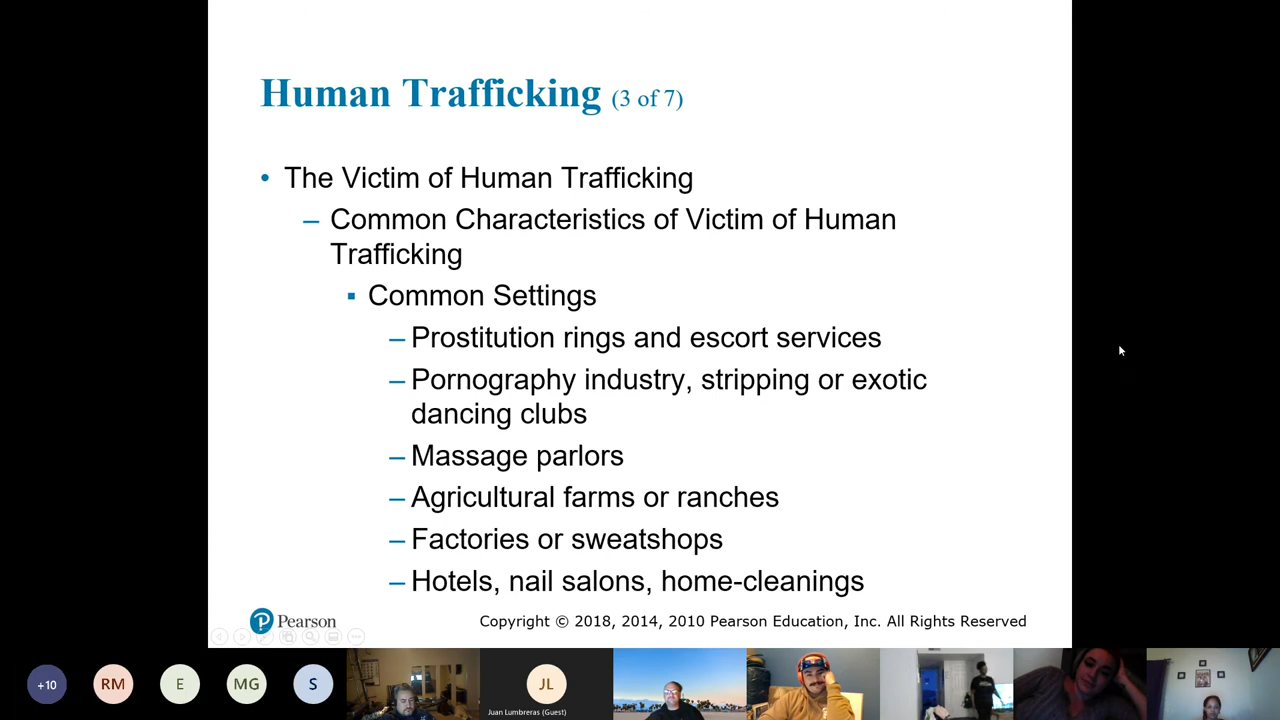 Human Trafficking (3 of 7)
• The Victim of Human Trafficking
– Common Characteristics of Victim of Human
Trafficking
▪ Common Settings
– Prostitution rings and escort services
– Pornography industry, stripping or exotic
dancing clubs
– Massage parlors
– Agricultural farms or ranches
– Factories or sweatshops
– Hotels, nail salons, home-cleanings
Pearson
Copyright © 2018, 2014, 2010 Pearson Education, Inc. All Rights Reserved
+10
RM
E
MG
S
JL
Juan Lumbreras (Guest)